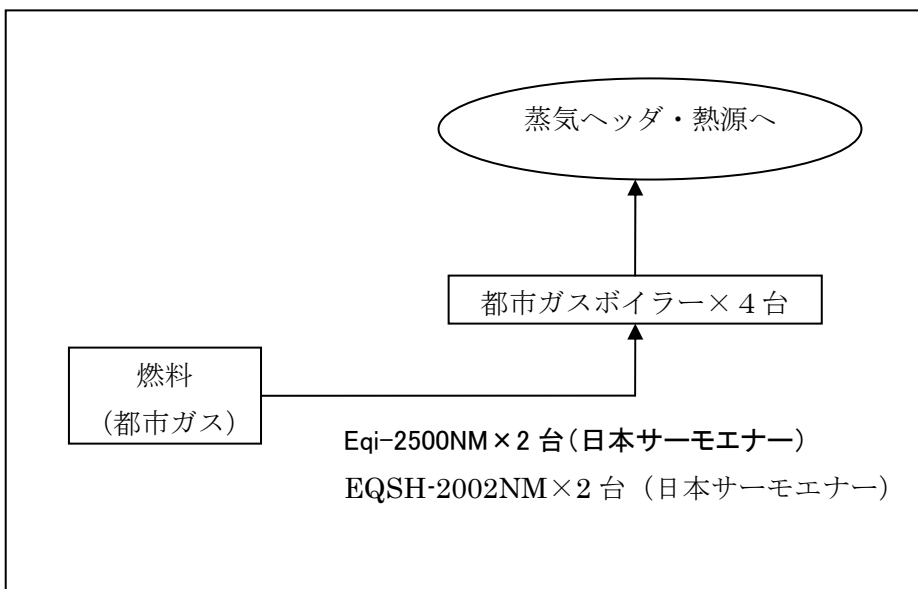 蒸気ヘッダ・熱源へ
都市ガスボイラー×４台
燃料
（都市ガス）
Eqi-2500NM×2 台（日本サーモエナー）
EQSH-2002NM×2 台（日本サーモエナー）